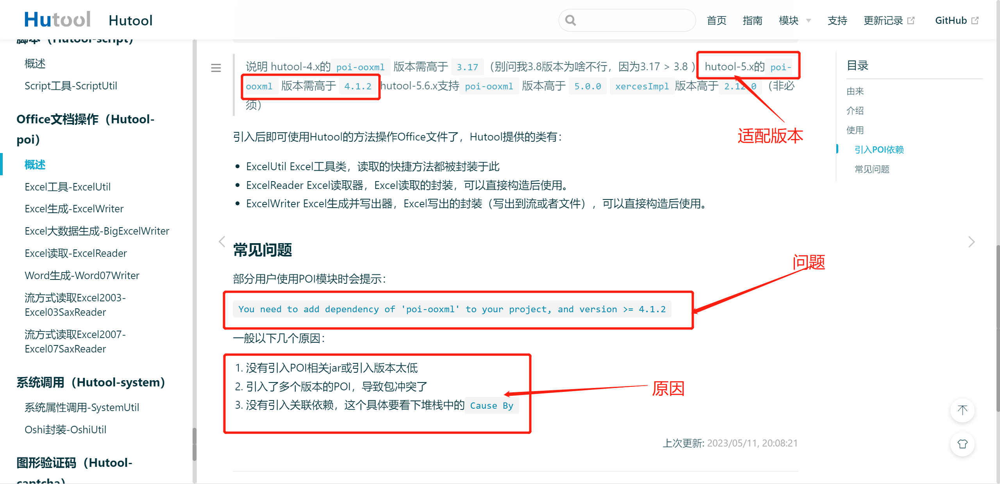 Hutool
Hutool
首页
指南
模块
支持
更新记录
GitHub
脚本（Hutool-script）
概述
Script工具-ScriptUtil
Office文档操作（Hutool-
poi）
概述
Excel工具-ExcelUtil
Excel生成-ExcelWriter
Excel大数据生成-BigExcelWriter
Excel读取-ExcelReader
Word生成-Word07Writer
流方式读取Excel2003-
Excel03SaxReader
流方式读取Excel2007-
Excel07SaxReader
系统调用（Hutool-system）
系统属性调用-SystemUtil
Oshi封装-OshiUtil
图形验证码（Hutool-
captcha）
说明 hutool-4.x的 poi-ooxml 版本需高于 3.17 （别问我3.8版本为啥不行，因为3.17 > 3.8 ） hutool-5.x的 poi-
ooxml 版本需高于 4.1.2 hutool-5.6.x支持 poi-ooxml 版本高于 5.0.0 xercesImpl 版本高于 2.12.0 （非必
须）
适配版本
引入后即可使用Hutool的方法操作Office文件了，Hutool提供的类有：
• ExcelUtil Excel工具类，读取的快捷方法都被封装于此
• ExcelReader Excel读取器，Excel读取的封装，可以直接构造后使用。
• ExcelWriter Excel生成并写出器，Excel写出的封装（写出到流或者文件），可以直接构造后使用。
常见问题
问题
部分用户使用POI模块时会提示：
You need to add dependency of 'poi-ooxml' to your project, and version >= 4.1.2
一般以下几个原因：
1. 没有引入POI相关jar或引入版本太低
2. 引入了多个版本的POI，导致包冲突了
3. 没有引入关联依赖，这个具体要看下堆栈中的 Cause By
原因
上次更新: 2023/05/11, 20:08:21
目录
由来
介绍
使用
引入POI依赖
常见问题